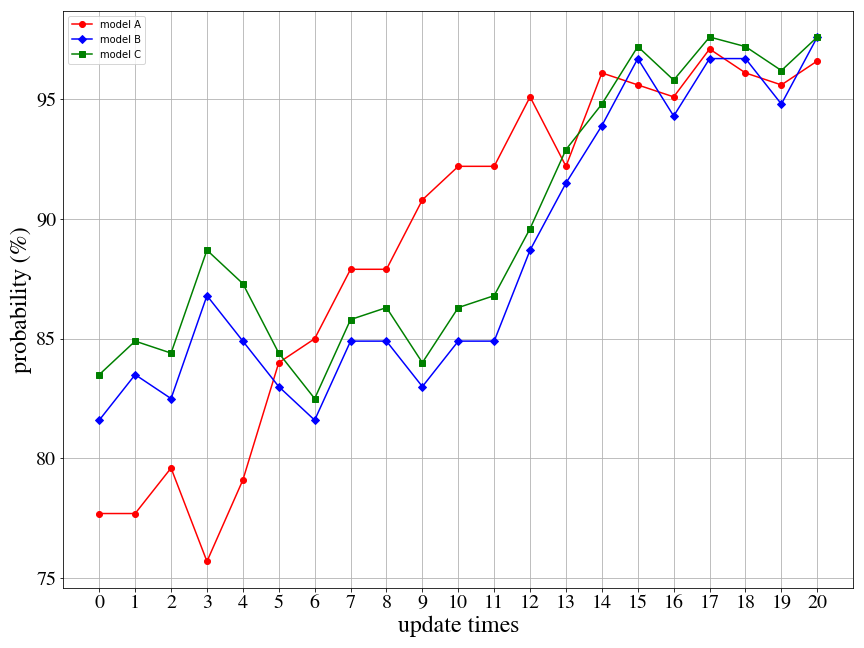 model A
model B
model C
95
90
85
80
75
probability (%)
0 1 2 3 4 5 6 7 8 9 10 11 12 13 14 15 16 17 18 19 20
update times